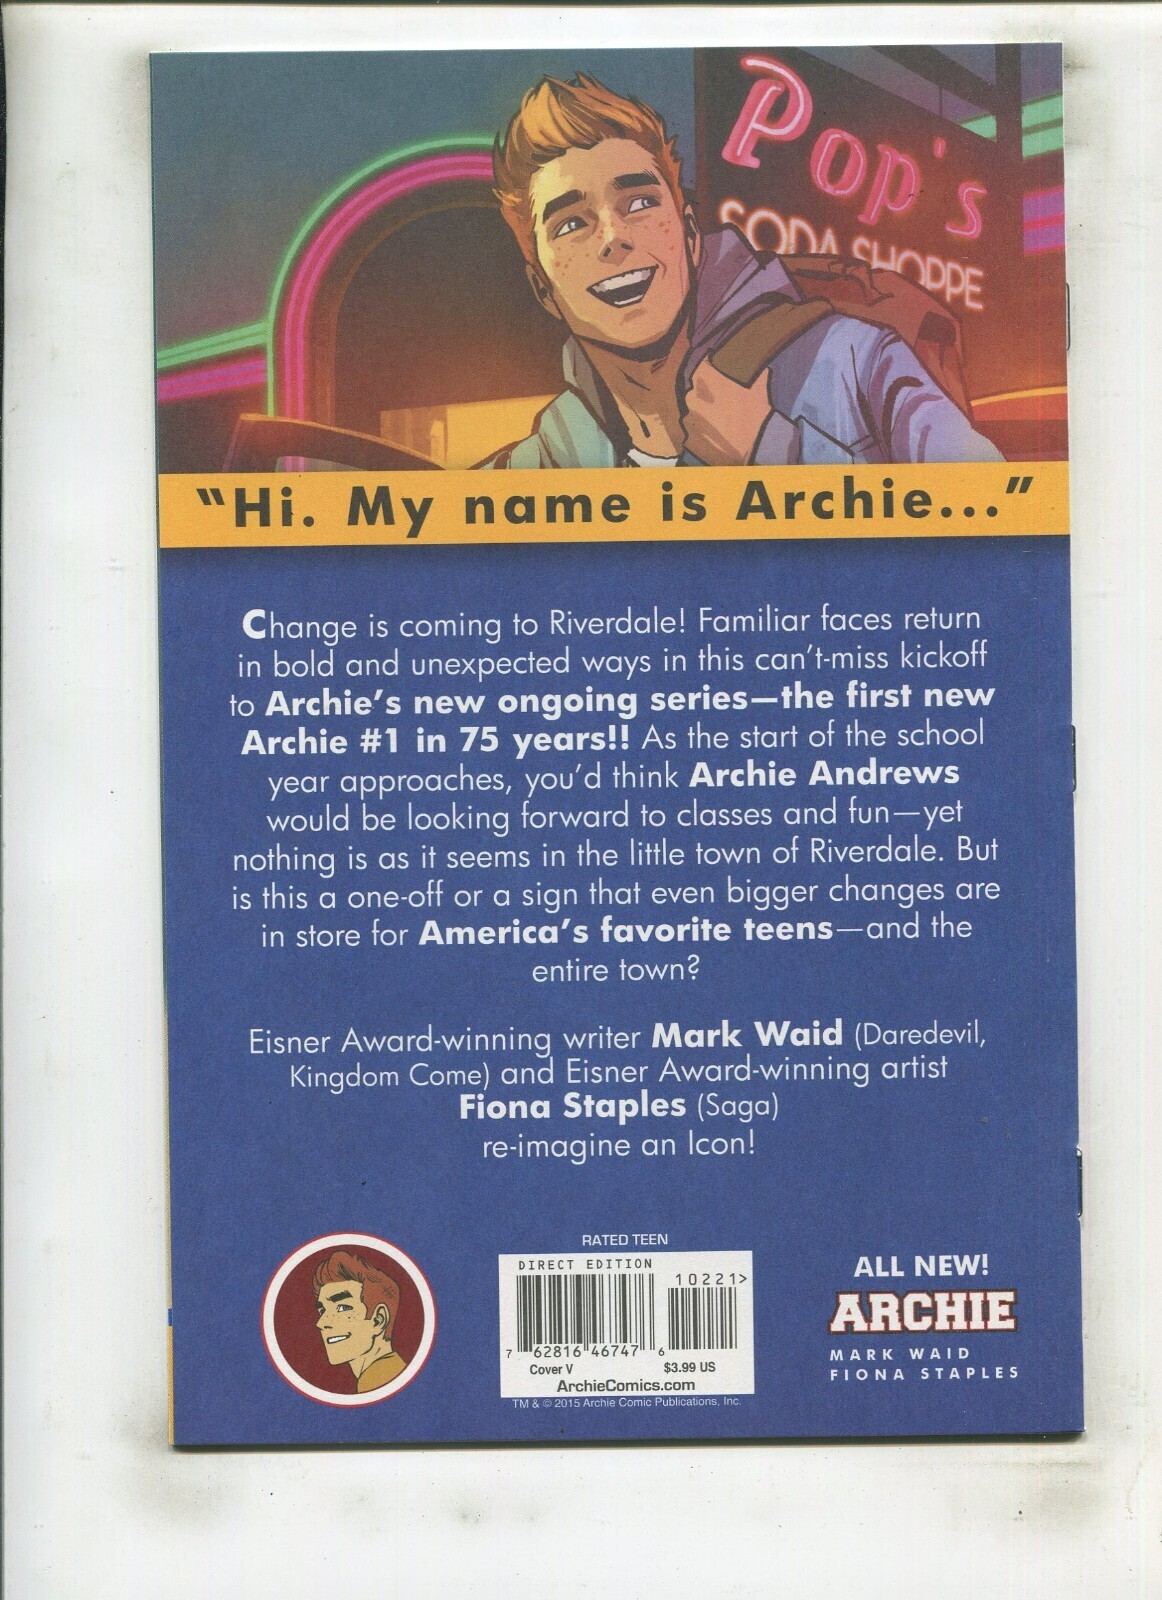 Pop's
SODA SHOPPE
"Hi. My name is Archie..."
Change is coming to Riverdale! Familiar faces return
in bold and unexpected ways in this can't-miss kickoff
to Archie's new ongoing series—the first new
Archie #1 in 75 years!! As the start of the school
year approaches, you'd think Archie Andrews
would be looking forward to classes and fun—yet
nothing is as it seems in the little town of Riverdale. But
is this a one-off or a sign that even bigger changes are
in store for America's favorite teens—and the
entire town?
Eisner Award-winning writer Mark Waid (Daredevil,
Kingdom Come) and Eisner Award-winning artist
Fiona Staples (Saga)
re-imagine an Icon!
RATED TEEN
DIRECT EDITION
10221>
7 62816 46747 6
Cover V $3.99 US
ArchieComics.com
TM & © 2015 Archie Comic Publications, Inc.
ALL NEW!
ARCHIE
MARK WAID
FIONA STAPLES